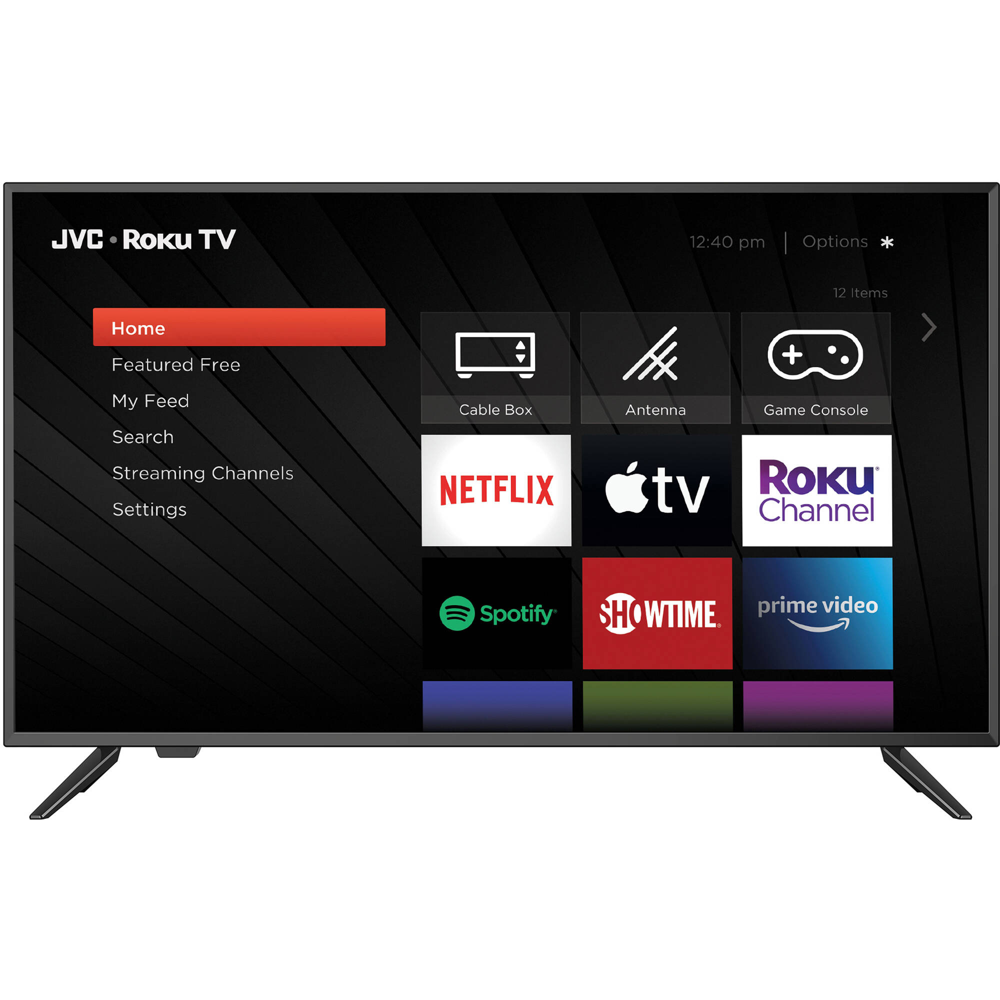 JVC • ROKU TV
12:40 pm | Options *
12 Items
Home
Featured Free
My Feed
Search
Streaming Channels
Settings
Cable Box
Antenna
Game Console
NETFLIX
tv
ROKU®
Channel
Spotify®
SHOWTIME®
prime video